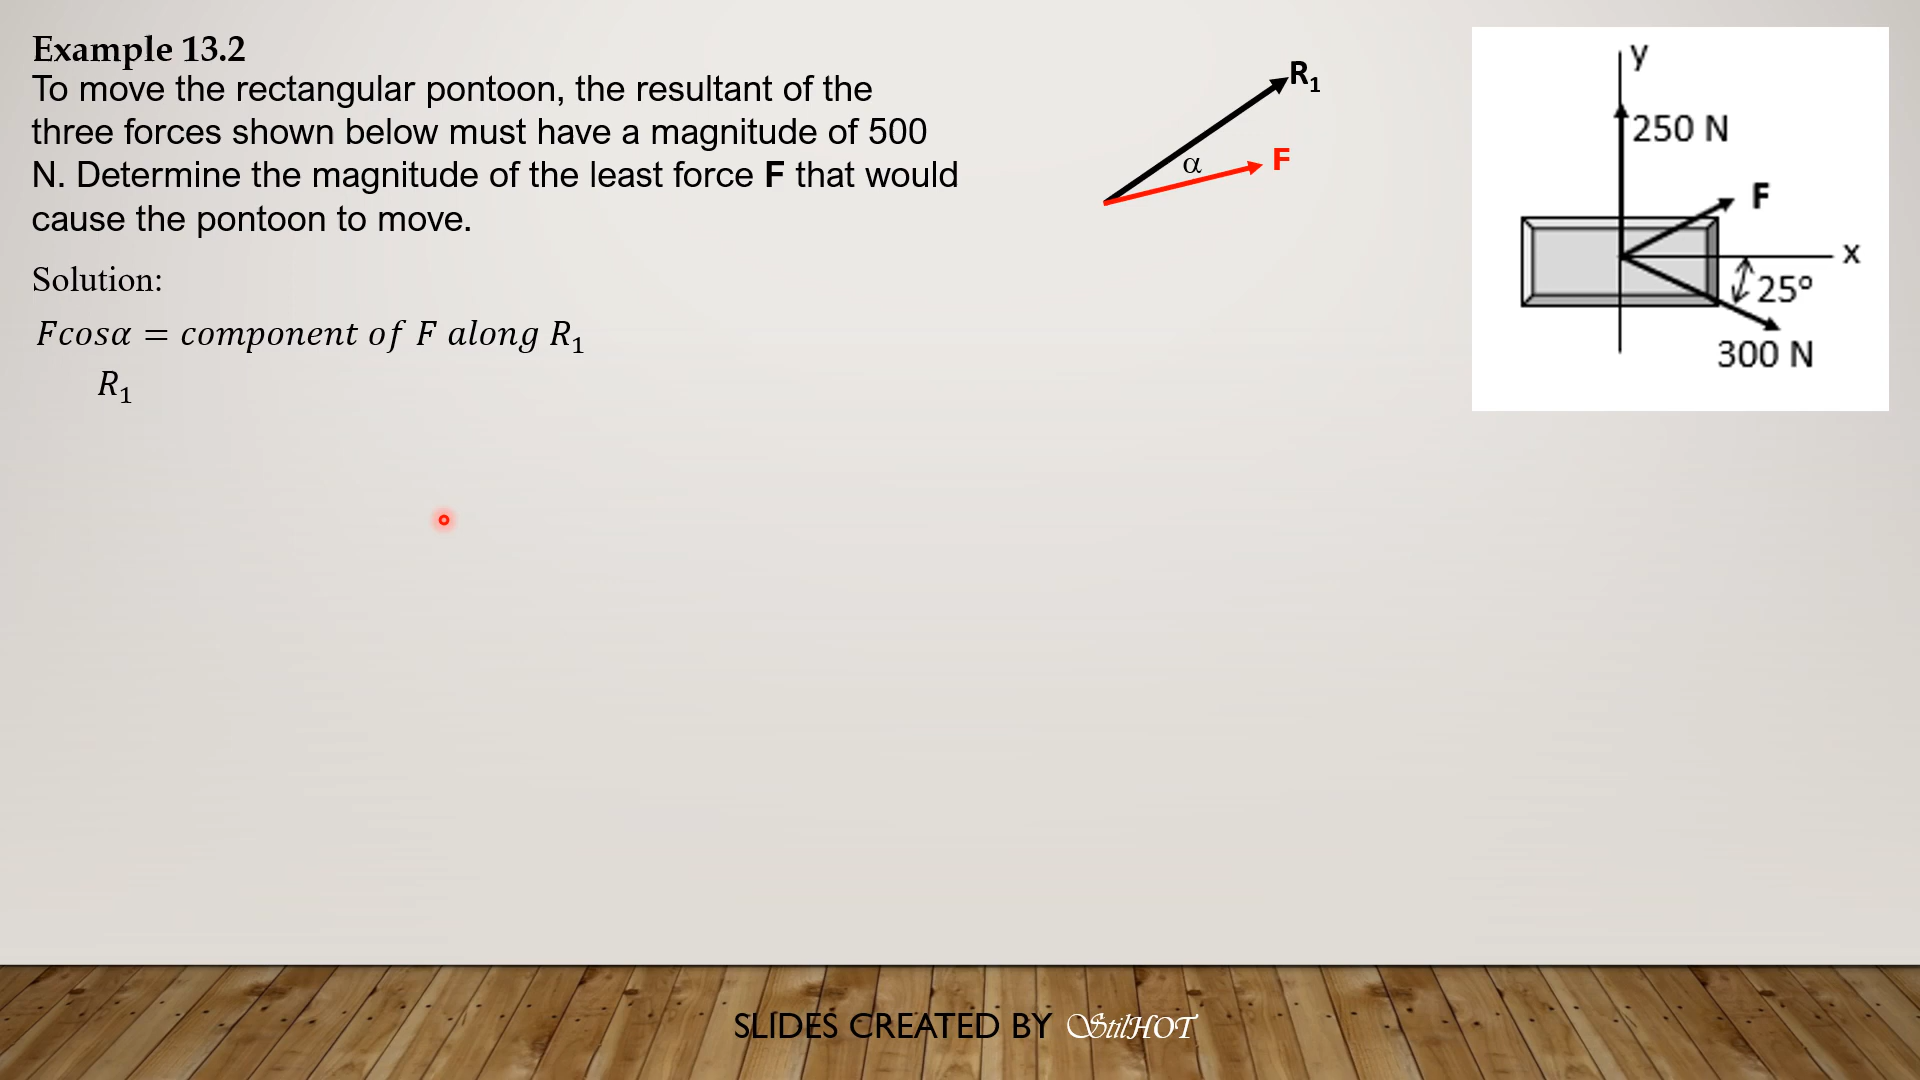 Example 13.2
To move the rectangular pontoon, the resultant of the
three forces shown below must have a magnitude of 500
N. Determine the magnitude of the least force F that would
cause the pontoon to move.
Solution:
Fcosα = component of F along R₁
R₁
R₁
α
F
y
250 N
F
x
25º
300 N
SLIDES CREATED BY StilHOT